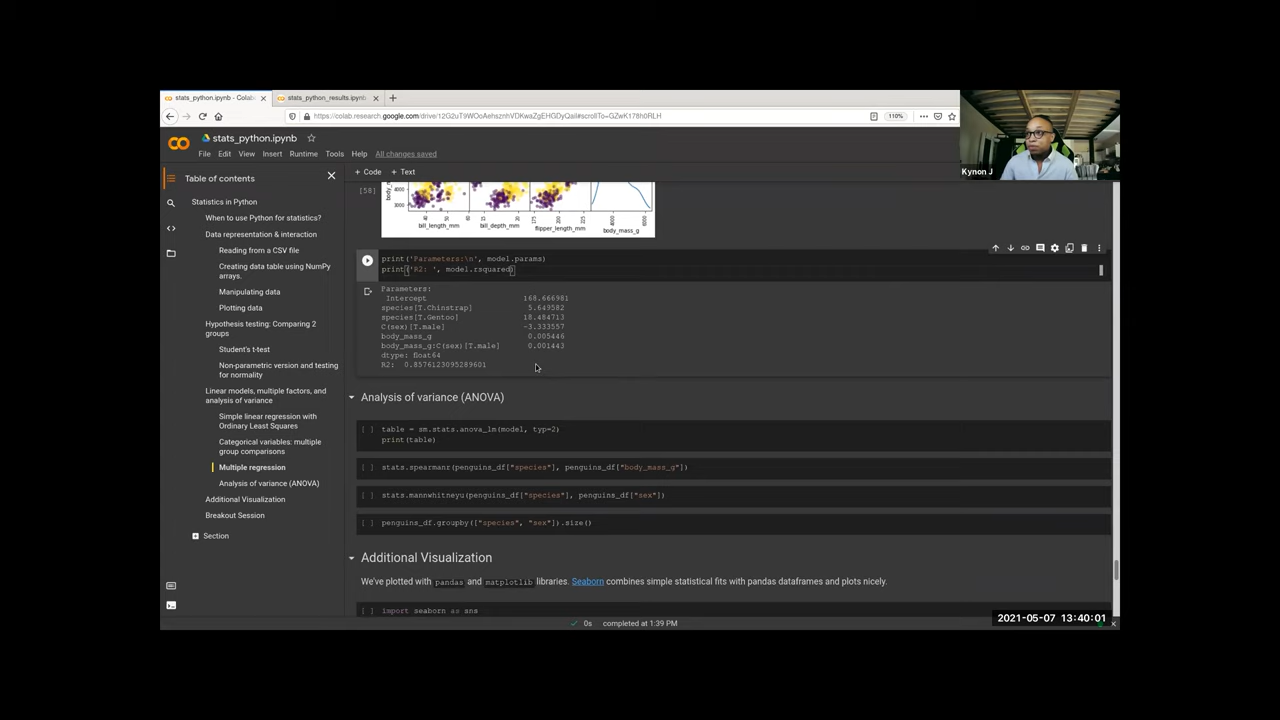 stats_python.ipynb - Colab
stats_python_results.ipynb
https://colab.research.google.com/drive/
110%
stats_python.ipynb
File Edit View Insert Runtime Tools Help All changes saved
Kynon J
Table of contents
+ Code + Text
Statistics in Python
When to use Python for statistics?
Data representation & interaction
Reading from a CSV file
Creating data table using NumPy
arrays.
Manipulating data
Plotting data
Hypothesis testing: Comparing 2
groups
Student's t-test
Non-parametric version and testing
for normality
Linear models, multiple factors, and
analysis of variance
Simple linear regression with
Ordinary Least Squares
Categorical variables: multiple
group comparisons
Multiple regression
Analysis of variance (ANOVA)
Additional Visualization
Breakout Session
Section
[58]
4000
3000
bill_length_mm
bill_depth_mm
flipper_length_mm
body_mass_g
print('Parameters:\n', model.params)
print('R2: ', model.rsquared)
Parameters:
Intercept 168.666981
species[T.Chinstrap] 5.649582
species[T.Gentoo] 18.484713
C(sex)[T.male] -3.333557
body_mass_g 0.005446
body_mass_g:C(sex)[T.male] 0.001443
dtype: float64
R2: 0.8576123095289601
Analysis of variance (ANOVA)
[ ] table = sm.stats.anova_lm(model, typ=2)
print(table)
[ ] stats.spearmanr(penguins_df["species"], penguins_df["body_mass_g"])
[ ] stats.mannwhitneyu(penguins_df["species"], penguins_df["sex"])
[ ] penguins_df.groupby(["species", "sex"]).size()
Additional Visualization
We've plotted with pandas and matplotlib libraries. Seaborn combines simple statistical fits with pandas dataframes and plots nicely.
[ ] import seaborn as sns
0s completed at 1:39 PM
2021-05-07 13:40:01